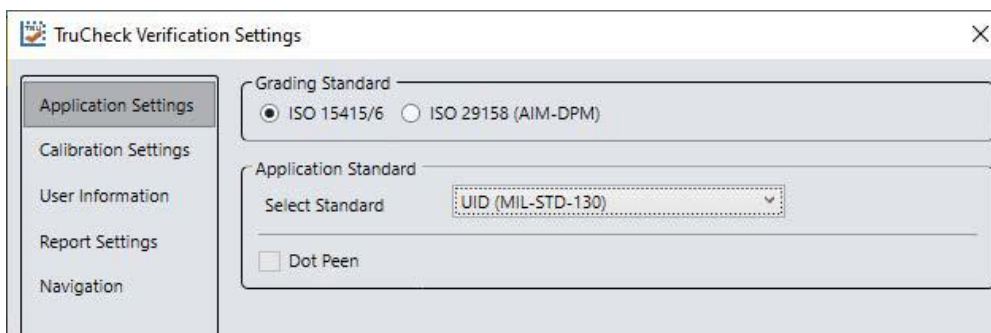 TruCheck Verification Settings
Application Settings
Calibration Settings
User Information
Report Settings
Navigation
Grading Standard
ISO 15415/6 ISO 29158 (AIM-DPM)
Application Standard
Select Standard UID (MIL-STD-130)
Dot Peen